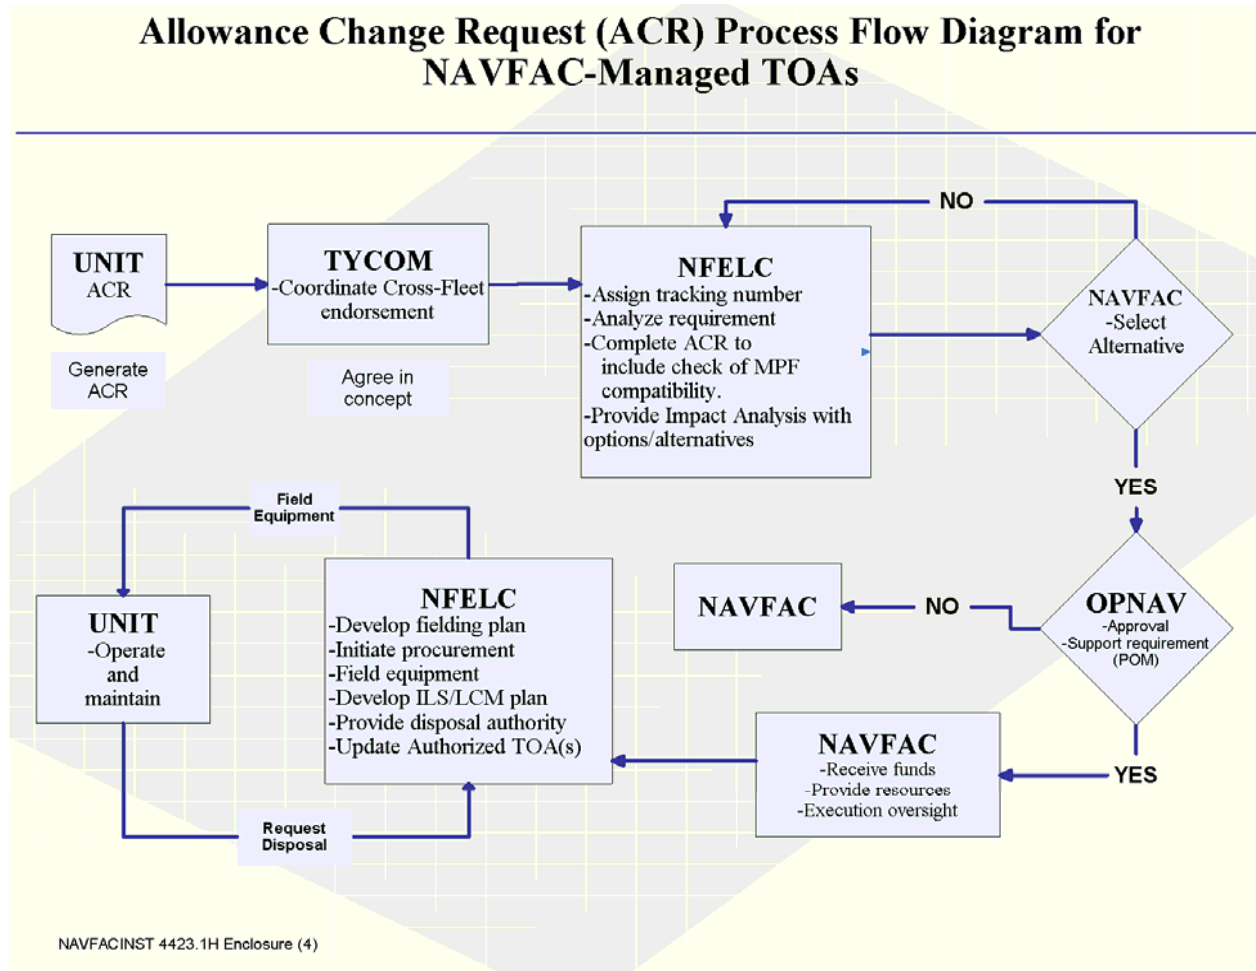 Allowance Change Request (ACR) Process Flow Diagram for
NAVFAC-Managed TOAs
UNIT
ACR
Generate
ACR
TYCOM
-Coordinate Cross-Fleet
endorsement
Agree in
concept
NFELC
-Assign tracking number
-Analyze requirement
-Complete ACR to
include check of MPF
compatibility.
-Provide Impact Analysis with
options/alternatives
NO
NAVFAC
-Select
Alternative
YES
OPNAV
-Approval
-Support requirement
(POM)
NO
NAVFAC
YES
NAVFAC
-Receive funds
-Provide resources
-Execution oversight
NFELC
-Develop fielding plan
-Initiate procurement
-Field equipment
-Develop ILS/LCM plan
-Provide disposal authority
-Update Authorized TOA(s)
Field
Equipment
UNIT
-Operate
and
maintain
Request
Disposal
NAVFACINST 4423.1H Enclosure (4)